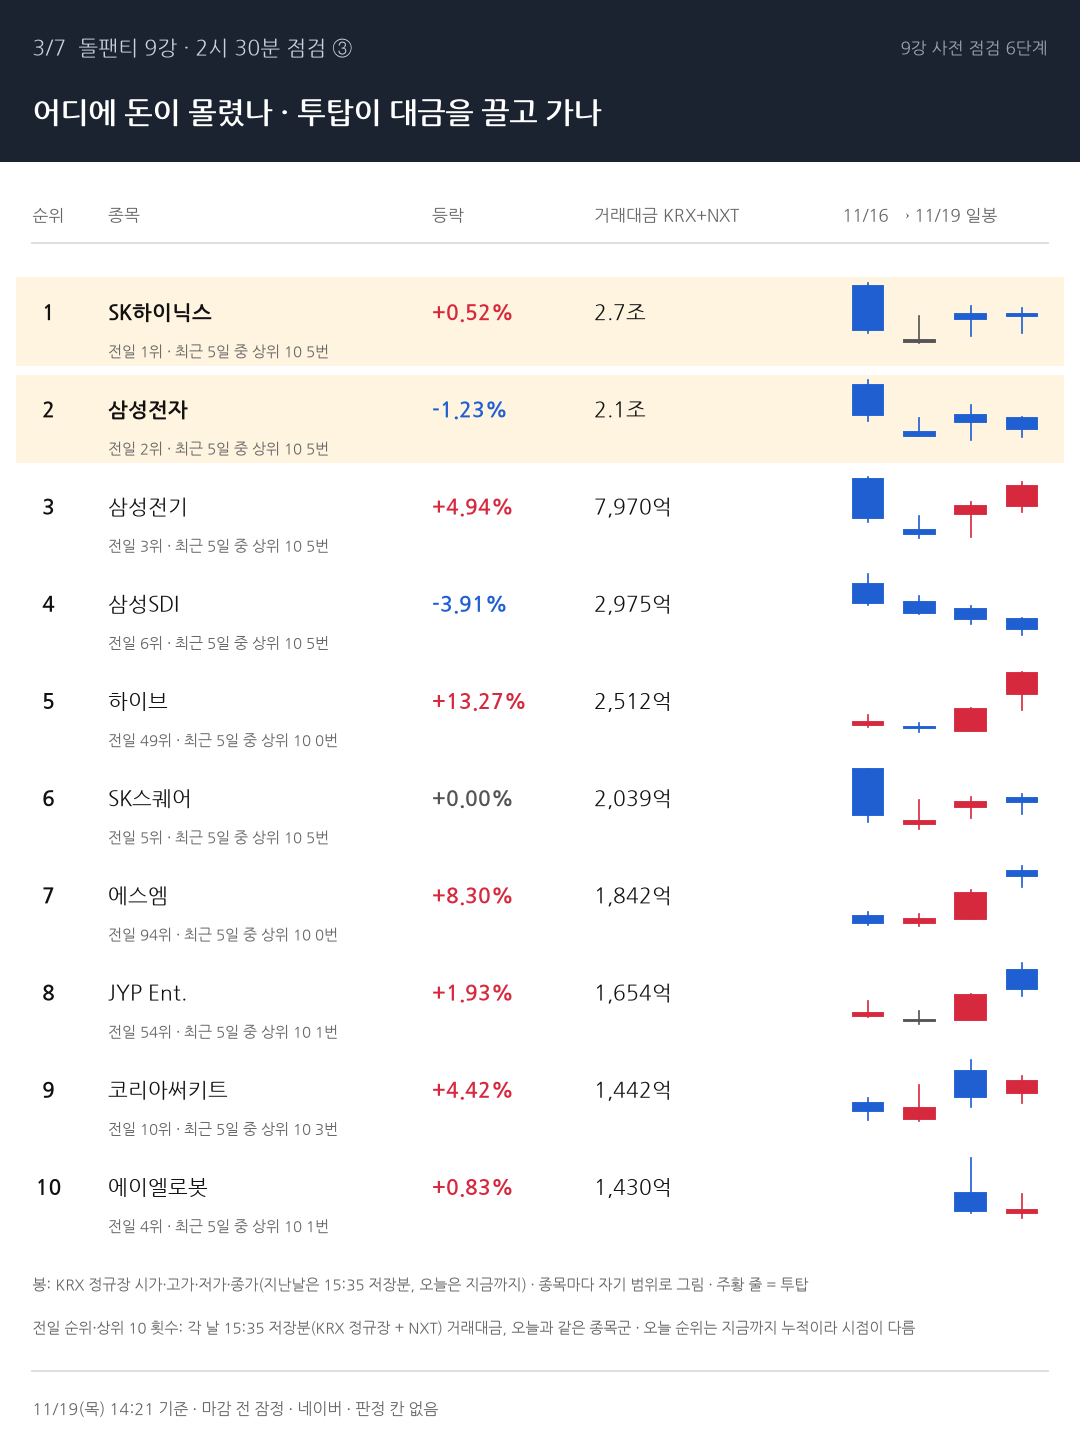 3/7 돌팬티 9강 · 2시 30분 점검 ③
9강 사전 점검 6단계
어디에 돈이 몰렸나 · 투탑이 대금을 끌고 가나
순위 종목 등락 거래대금 KRX+NXT 11/16 → 11/19 일봉
1 SK하이닉스 +0.52% 2.7조
전일 1위 · 최근 5일 중 상위 10 5번
2 삼성전자 -1.23% 2.1조
전일 2위 · 최근 5일 중 상위 10 5번
3 삼성전기 +4.94% 7,970억
전일 3위 · 최근 5일 중 상위 10 5번
4 삼성SDI -3.91% 2,975억
전일 6위 · 최근 5일 중 상위 10 5번
5 하이브 +13.27% 2,512억
전일 49위 · 최근 5일 중 상위 10 0번
6 SK스퀘어 +0.00% 2,039억
전일 5위 · 최근 5일 중 상위 10 5번
7 에스엠 +8.30% 1,842억
전일 94위 · 최근 5일 중 상위 10 0번
8 JYP Ent. +1.93% 1,654억
전일 54위 · 최근 5일 중 상위 10 1번
9 코리아써키트 +4.42% 1,442억
전일 10위 · 최근 5일 중 상위 10 3번
10 에이엘로봇 +0.83% 1,430억
전일 4위 · 최근 5일 중 상위 10 1번
봉: KRX 정규장 시가·고가·저가·종가(지난날은 15:35 저장분, 오늘은 지금까지) · 종목마다 자기 범위로 그림 · 주황 줄 = 투탑
전일 순위·상위 10 횟수: 각 날 15:35 저장분(KRX 정규장 + NXT) 거래대금, 오늘과 같은 종목군 · 오늘 순위는 지금까지 누적이라 시점이 다름
11/19(목) 14:21 기준 · 마감 전 잠정 · 네이버 · 판정 칸 없음